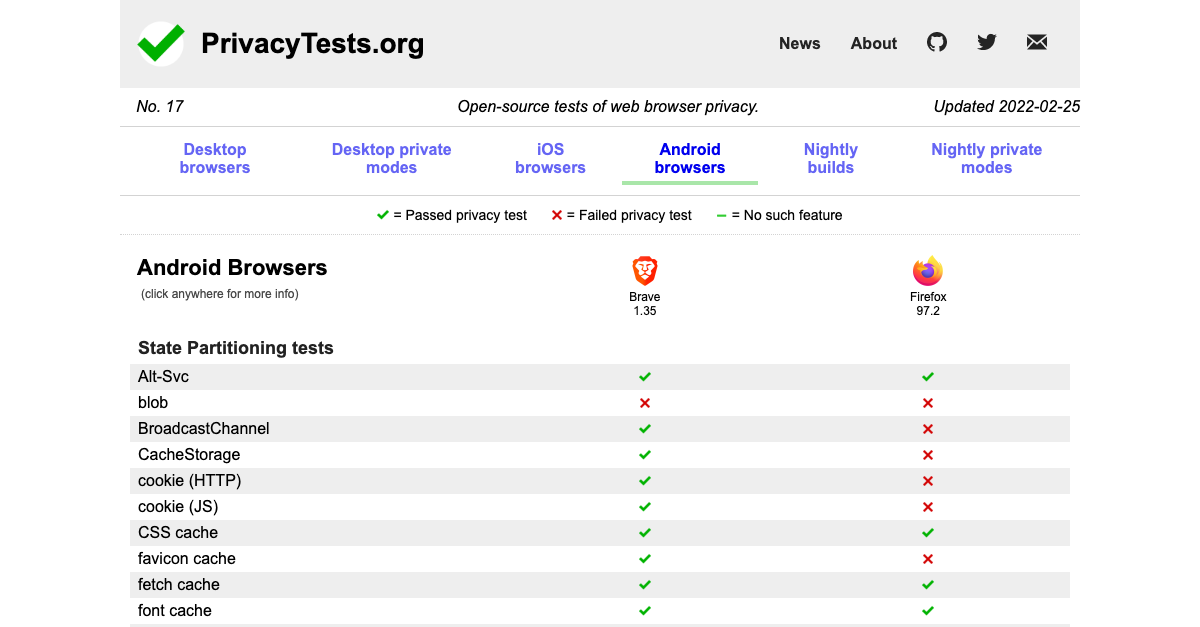 PrivacyTests.org
News About
No. 17 Open-source tests of web browser privacy. Updated 2022-02-25
Desktop browsers
Desktop private modes
iOS browsers
Android browsers
Nightly builds
Nightly private modes
= Passed privacy test = Failed privacy test = No such feature
Android Browsers
(click anywhere for more info)
Brave
1.35
Firefox
97.2
State Partitioning tests
Alt-Svc
blob
BroadcastChannel
CacheStorage
cookie (HTTP)
cookie (JS)
CSS cache
favicon cache
fetch cache
font cache